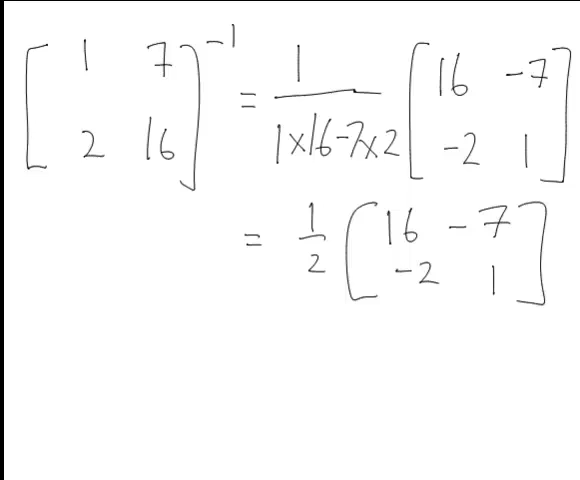 [1 7; 2 16]^-1 = 1/(1×16-7×2) [16 -7; -2 1]
= 1/2 [16 -7; -2 1]